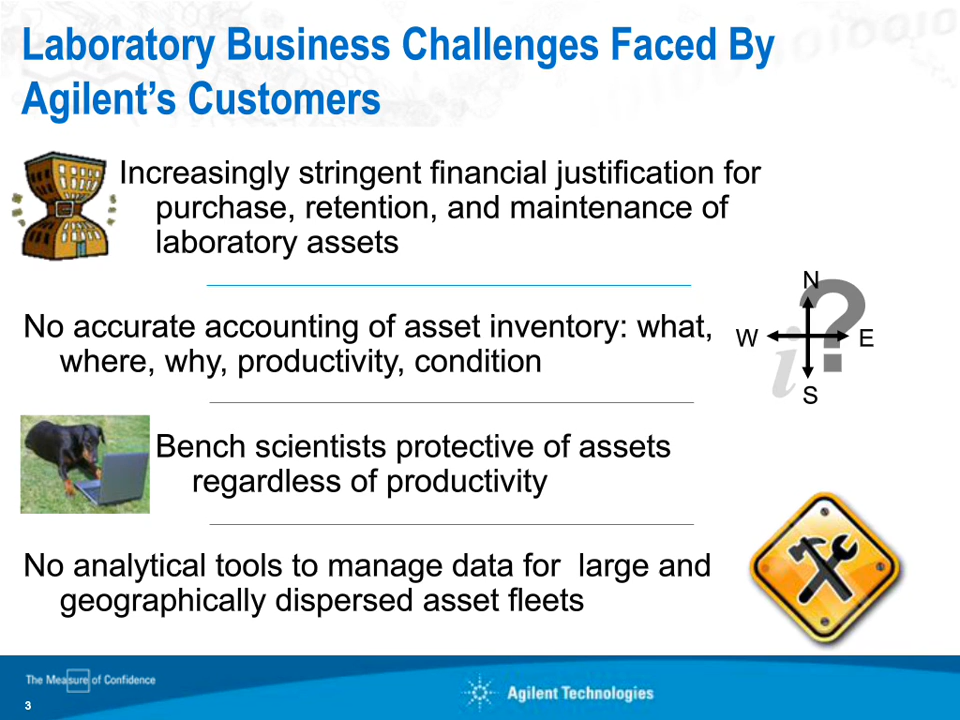 Laboratory Business Challenges Faced By
Agilent’s Customers
Increasingly stringent financial justification for
purchase, retention, and maintenance of
laboratory assets
No accurate accounting of asset inventory: what,
where, why, productivity, condition
N
W
E
S
i
?
Bench scientists protective of assets
regardless of productivity
No analytical tools to manage data for  large and
geographically dispersed asset fleets
The Measure of Confidence
Agilent Technologies
3